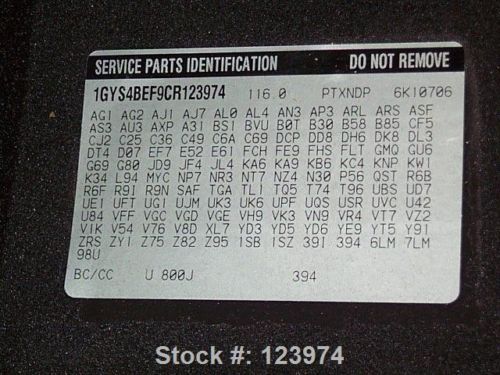 SERVICE PARTS IDENTIFICATION DO NOT REMOVE
1GYS4BEF9CR123974 116.0 PTXNDP 6K10706
AG1 AG2 AJ1 AJ7 AL0 AL4 AN3 AP3 ARL ARS ASF
AS3 AU3 AXP A31 BS1 BVU B0T B30 B58 B85 CF5
CJ2 C25 C36 C49 C6A C69 DCP DD8 DH6 DK8 DL3
DT4 D07 EF7 E52 E61 FCH FE9 FHS FLT GMQ GU6
G69 G80 JD9 JF4 JL4 KA6 KA9 KB6 KC4 KNP KW1
K34 L94 MYC NP7 NR3 NT7 NZ4 N30 P56 QST R6B
R6F R9I R9N SAF TGA TL1 TQ5 T74 T96 UBS UD7
UE1 UFT UG1 UJM UK3 UK6 UPF UQS USR UVC U42
U84 VFF VGC VGD VGE VH9 VK3 VN9 VR4 VT7 VZ2
V1K V54 V76 V8D XL7 YD3 YD5 YD6 YE9 YT5 Y91
ZRS ZY1 Z75 Z82 Z95 1SB 1SZ 39I 394 6LM 7LM
98U
BC/CC U 800J 394
Stock #: 123974